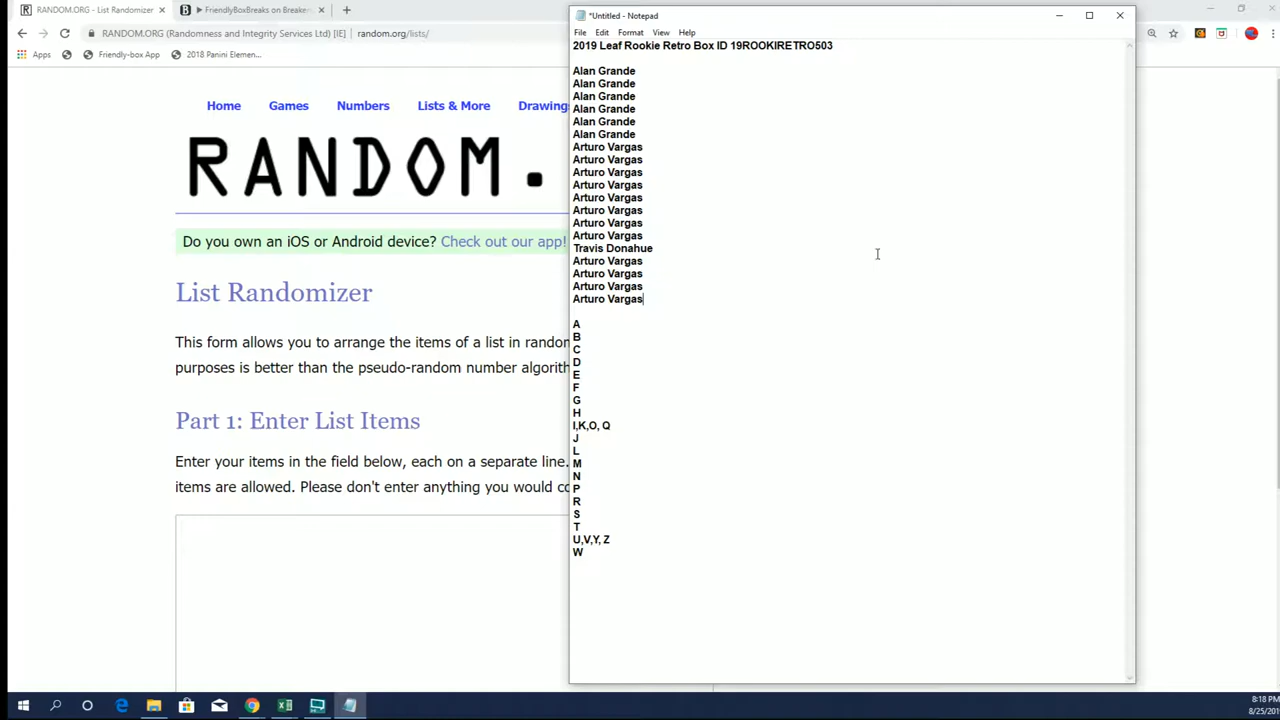 RANDOM.ORG - List Randomizer
FriendlyBoxBreaks on Breaker
RANDOM.ORG (Randomness and Integrity Services Ltd) [IE]
random.org/lists/
Apps
Friendly-box App
2018 Panini Elemen...
Home
Games
Numbers
Lists & More
Drawings
RANDOM.
Do you own an iOS or Android device? Check out our app!
List Randomizer
This form allows you to arrange the items of a list in random
purposes is better than the pseudo-random number algorith
Part 1: Enter List Items
Enter your items in the field below, each on a separate line.
items are allowed. Please don't enter anything you would co
*Untitled - Notepad
File Edit Format View Help
2019 Leaf Rookie Retro Box ID 19ROOKIRETRO503
Alan Grande
Alan Grande
Alan Grande
Alan Grande
Alan Grande
Alan Grande
Arturo Vargas
Arturo Vargas
Arturo Vargas
Arturo Vargas
Arturo Vargas
Arturo Vargas
Arturo Vargas
Arturo Vargas
Travis Donahue
Arturo Vargas
Arturo Vargas
Arturo Vargas
Arturo Vargas
A
B
C
D
E
F
G
H
I,K,O, Q
J
L
M
N
P
R
S
T
U,V,Y, Z
W
8:18 PM